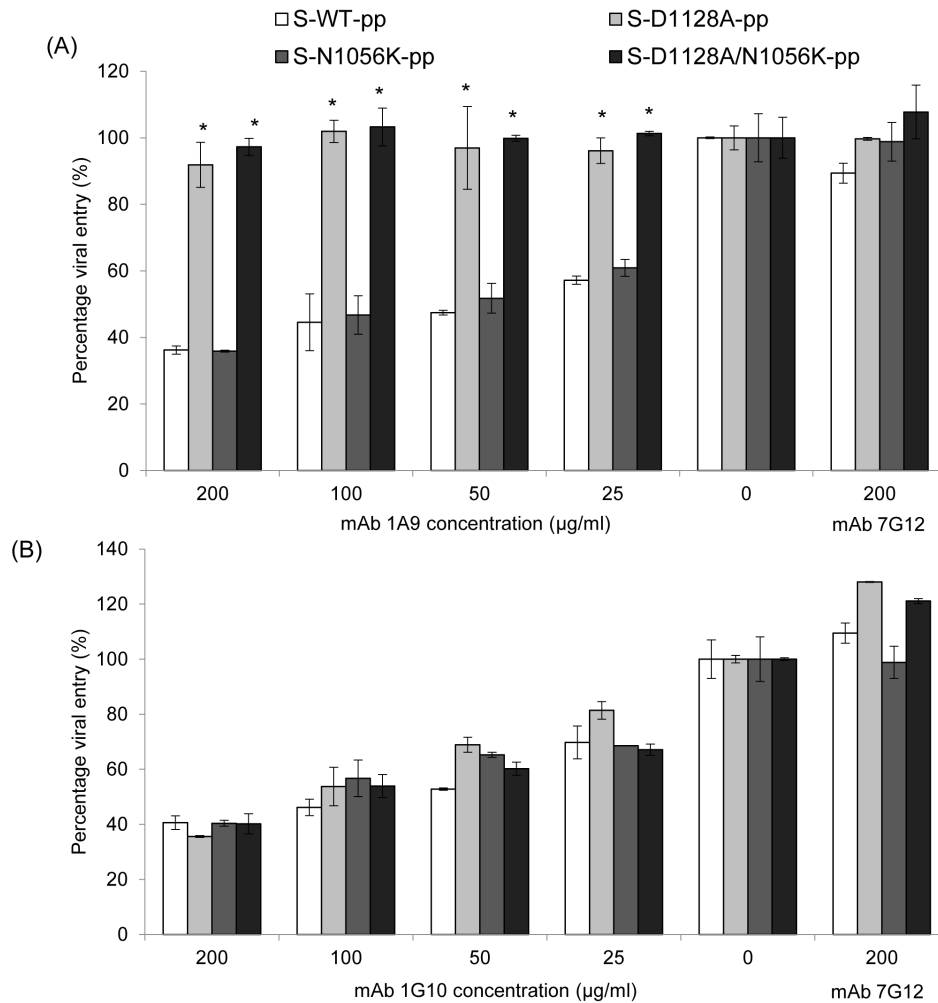 S-WT-pp S-D1128A-pp
(A)
S-N1056K-pp S-D1128A/N1056K-pp
120
100
80
60
40
20
0
Percentage viral entry (%)
* * * * * * * *
200 100 50 25 0 200
mAb 1A9 concentration (µg/ml) mAb 7G12
(B)
140
120
100
80
60
40
20
0
Percentage viral entry (%)
200 100 50 25 0 200
mAb 1G10 concentration (µg/ml) mAb 7G12